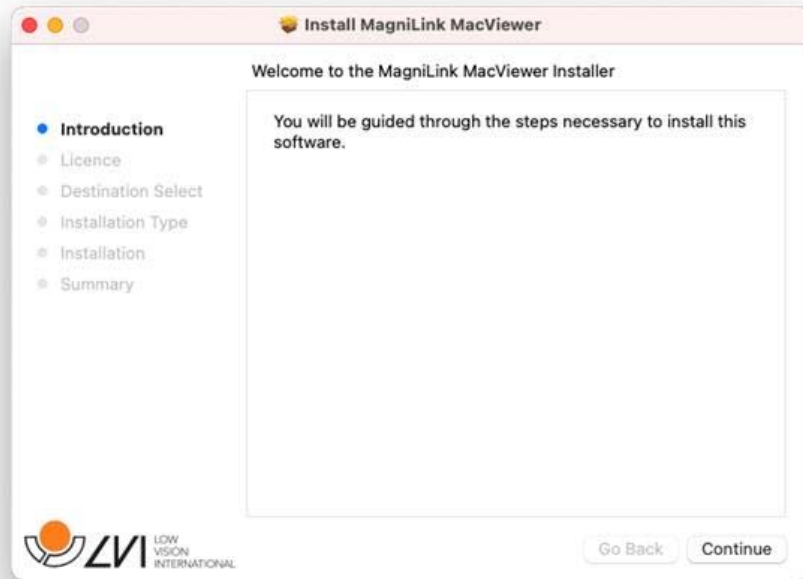 Install MagniLink MacViewer
Welcome to the MagniLink MacViewer Installer
Introduction
Licence
Destination Select
Installation Type
Installation
Summary
You will be guided through the steps necessary to install this
software.
LVI
LOW
VISION
INTERNATIONAL
Go Back
Continue